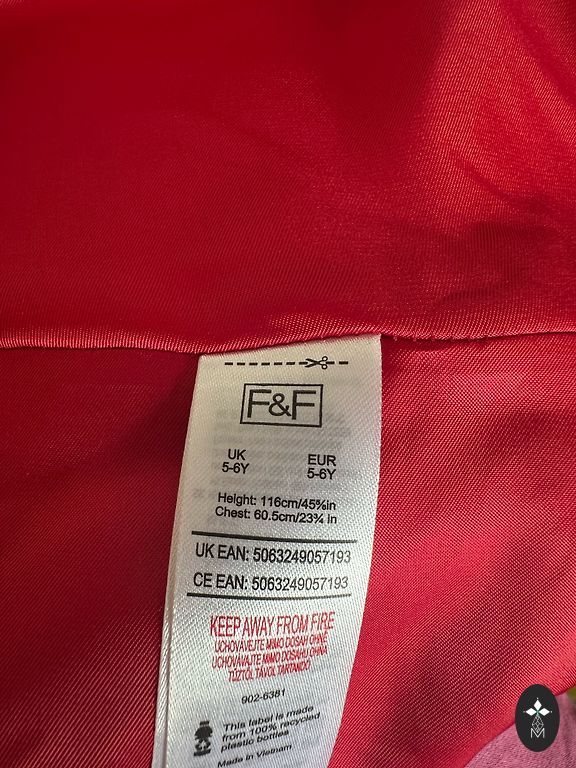 F&F
UK EUR
5-6Y 5-6Y
Height: 116cm/45⅝in
Chest: 60.5cm/23¾ in
UK EAN: 5063249057193
CE EAN: 5063249057193
KEEP AWAY FROM FIRE
UCHOVÁVEJTE MIMO DOSAH OHNĚ
UCHOVÁVAJTE MIMO DOSAHU OHŇA
TŰZTŐL TÁVOL TARTANDÓ
902-6381
This label is made
from 100% recycled
plastic bottles
Made in Vietnam
M